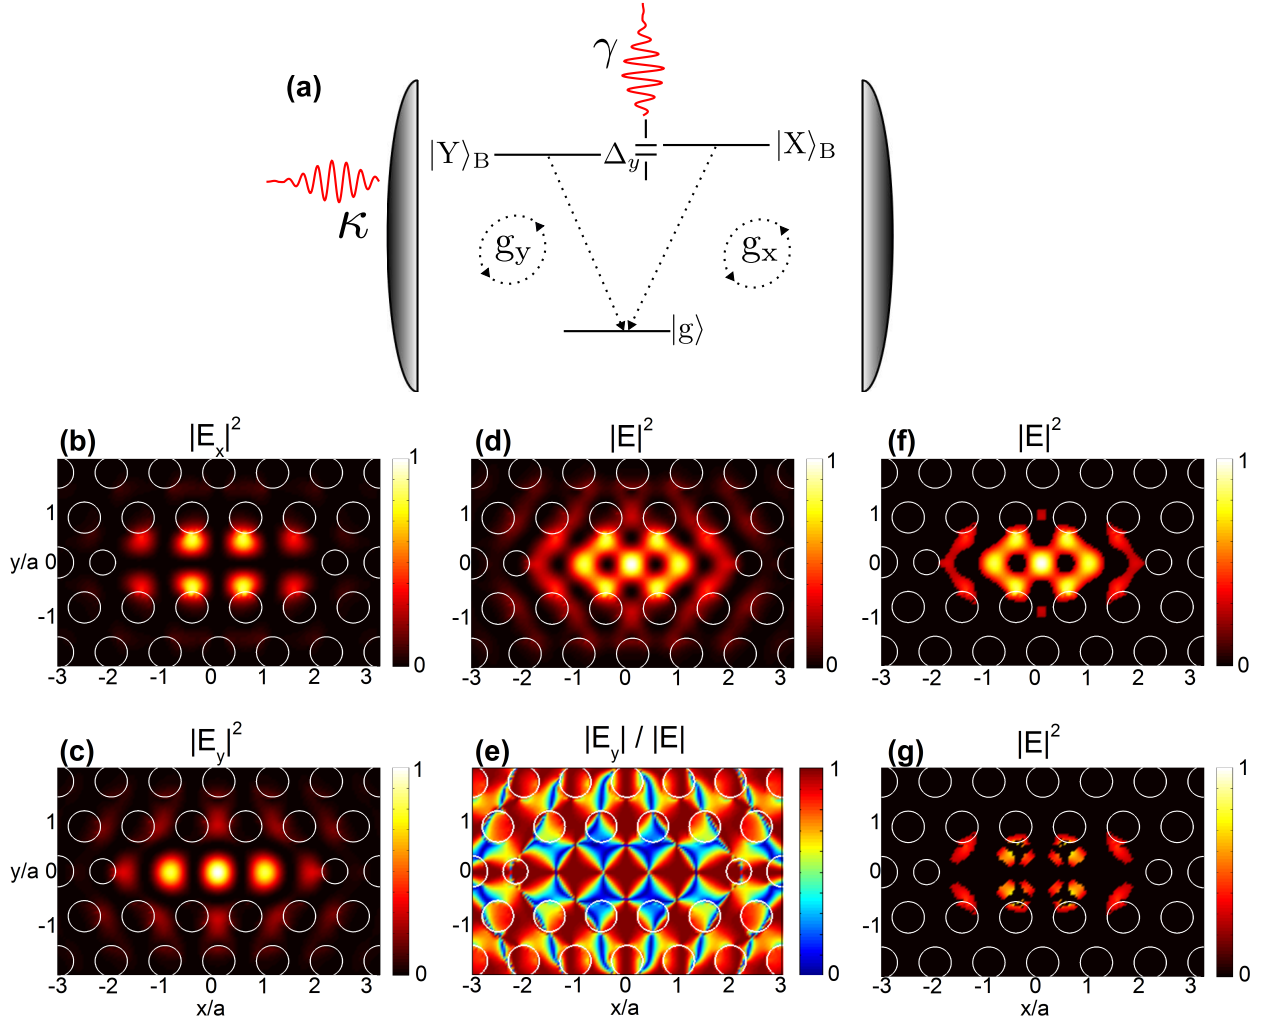 (a)
γ
κ
|Y⟩B
Δy
|X⟩B
gy
gx
|g⟩
(b)
|Ex|2
1
1
y/a 0
-1
0
-3 -2 -1 0 1 2 3
(d)
|E|2
1
1
0
-1
0
-3 -2 -1 0 1 2 3
(f)
|E|2
1
1
0
-1
0
-3 -2 -1 0 1 2 3
(c)
|Ey|2
1
1
y/a 0
-1
0
-3 -2 -1 0 1 2 3
x/a
(e)
|Ey| / |E|
1
1
0
-1
0
-3 -2 -1 0 1 2 3
x/a
(g)
|E|2
1
1
0
-1
0
-3 -2 -1 0 1 2 3
x/a